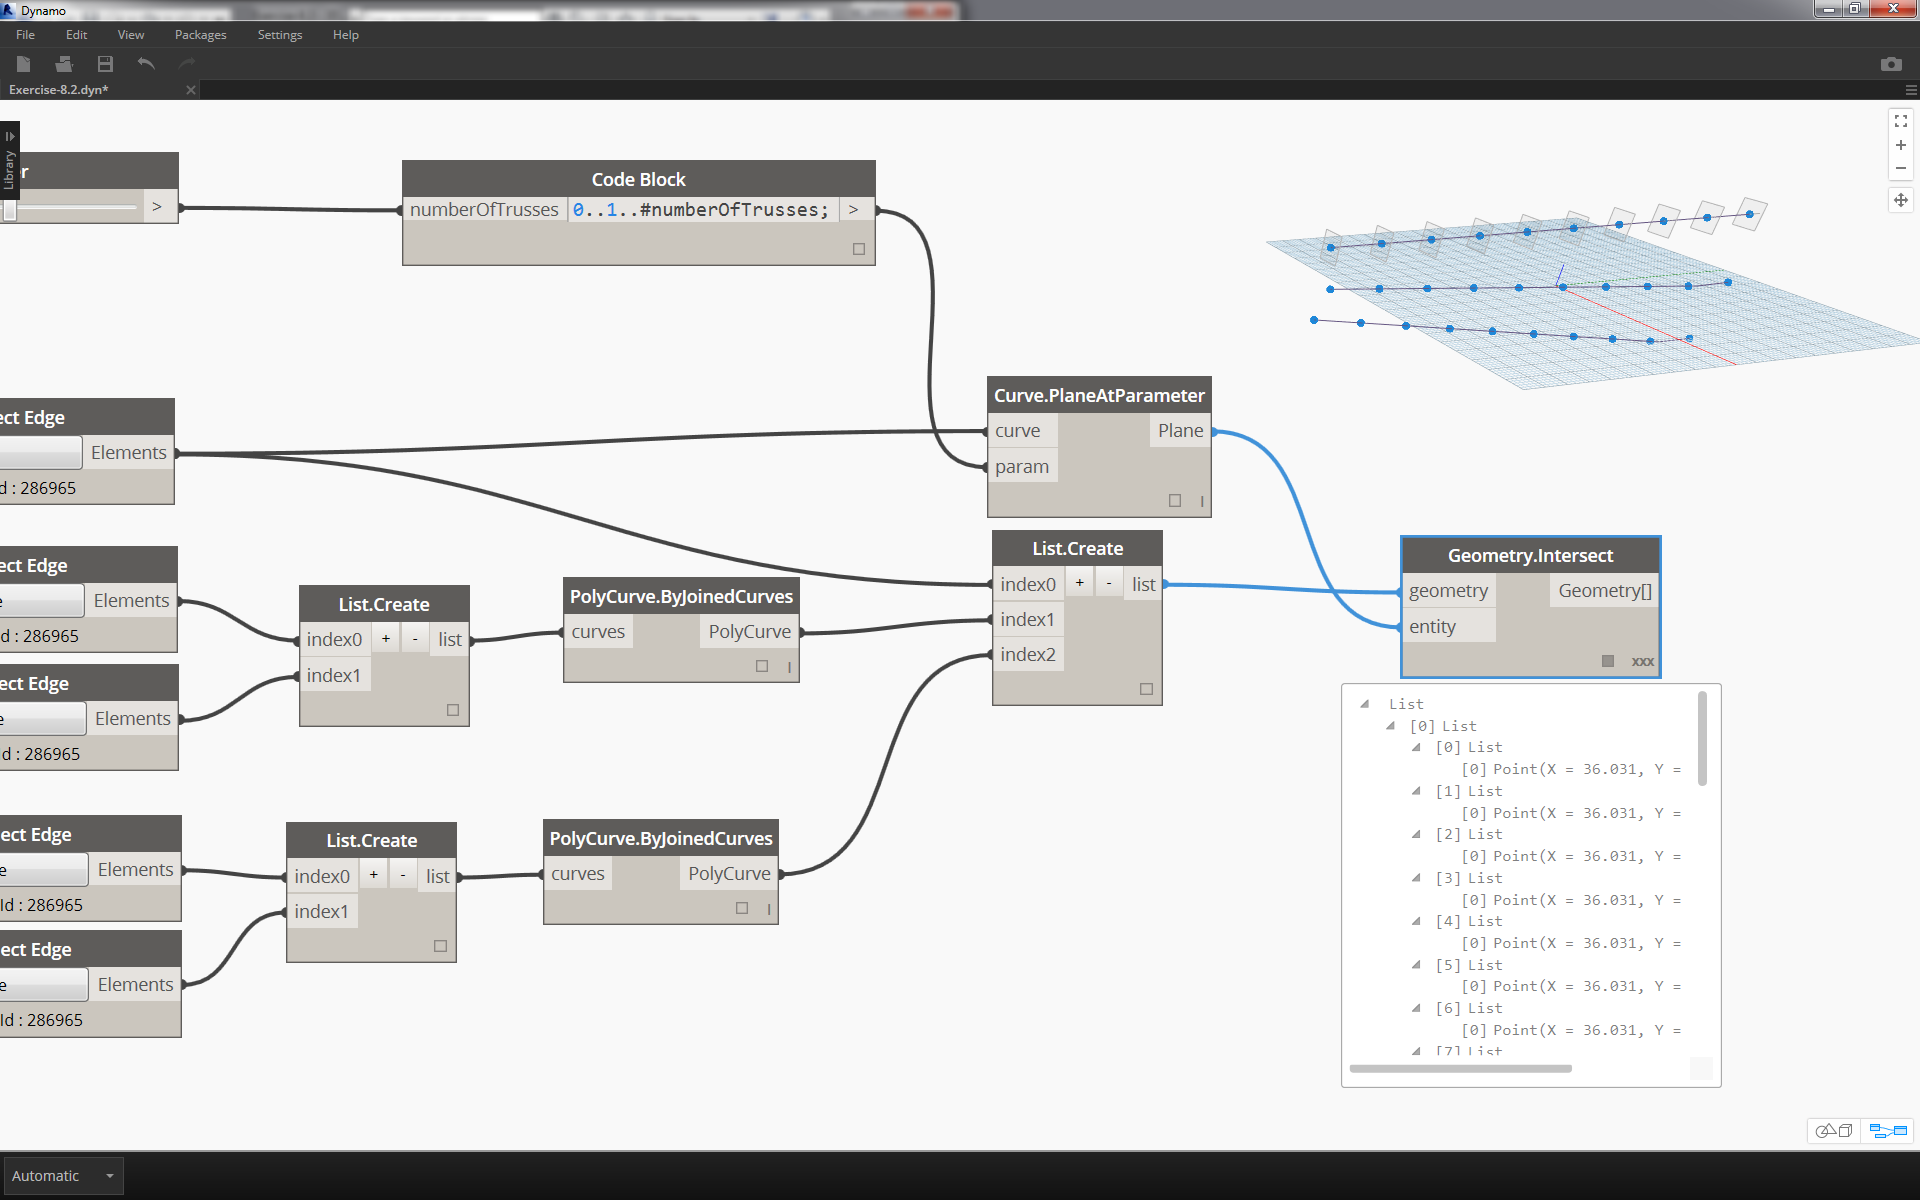 Dynamo
File Edit View Packages Settings Help
Exercise-8.2.dyn*
Library
r
>
Code Block
numberOfTrusses 0..1..#numberOfTrusses; >
ect Edge
Elements
d : 286965
Curve.PlaneAtParameter
curve Plane
param
I
ect Edge
e Elements
d : 286965
ect Edge
e Elements
Id : 286965
List.Create
index0 + - list
index1
PolyCurve.ByJoinedCurves
curves PolyCurve
I
List.Create
index0 + - list
index1
index2
Geometry.Intersect
geometry Geometry[]
entity
xxx
List
[0] List
[0] List
[0] Point(X = 36.031, Y =
[1] List
[0] Point(X = 36.031, Y =
[2] List
[0] Point(X = 36.031, Y =
[3] List
[0] Point(X = 36.031, Y =
[4] List
[0] Point(X = 36.031, Y =
[5] List
[0] Point(X = 36.031, Y =
[6] List
[0] Point(X = 36.031, Y =
[7] List
ect Edge
e Elements
Id : 286965
ect Edge
e Elements
Id : 286965
List.Create
index0 + - list
index1
PolyCurve.ByJoinedCurves
curves PolyCurve
I
Automatic